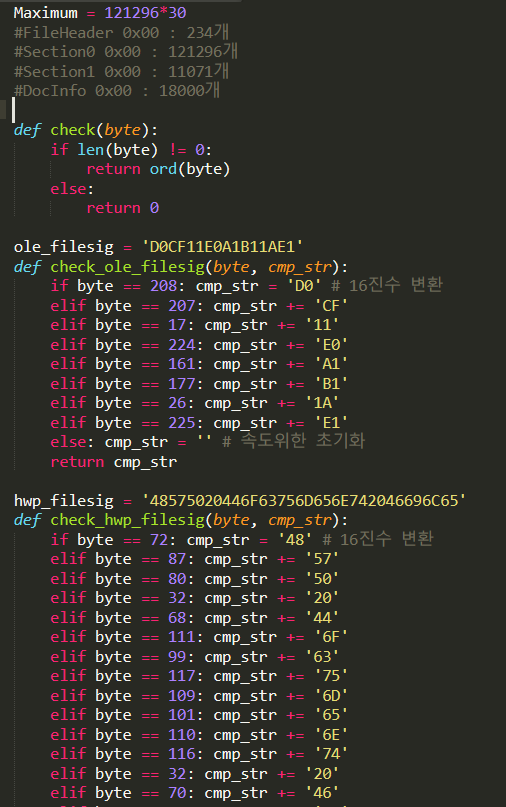 Maximum = 121296*30
#FileHeader 0x00 : 234개
#Section0 0x00 : 121296개
#Section1 0x00 : 11071개
#DocInfo 0x00 : 18000개
def check(byte):
if len(byte) != 0:
return ord(byte)
else:
return 0
ole_filesig = 'D0CF11E0A1B11AE1'
def check_ole_filesig(byte, cmp_str):
if byte == 208: cmp_str = 'D0' # 16진수 변환
elif byte == 207: cmp_str += 'CF'
elif byte == 17: cmp_str += '11'
elif byte == 224: cmp_str += 'E0'
elif byte == 161: cmp_str += 'A1'
elif byte == 177: cmp_str += 'B1'
elif byte == 26: cmp_str += '1A'
elif byte == 225: cmp_str += 'E1'
else: cmp_str = '' # 속도위한 초기화
return cmp_str
hwp_filesig = '48575020446F63756D656E742046696C65'
def check_hwp_filesig(byte, cmp_str):
if byte == 72: cmp_str = '48' # 16진수 변환
elif byte == 87: cmp_str += '57'
elif byte == 80: cmp_str += '50'
elif byte == 32: cmp_str += '20'
elif byte == 68: cmp_str += '44'
elif byte == 111: cmp_str += '6F'
elif byte == 99: cmp_str += '63'
elif byte == 117: cmp_str += '75'
elif byte == 109: cmp_str += '6D'
elif byte == 101: cmp_str += '65'
elif byte == 110: cmp_str += '6E'
elif byte == 116: cmp_str += '74'
elif byte == 32: cmp_str += '20'
elif byte == 70: cmp_str += '46'